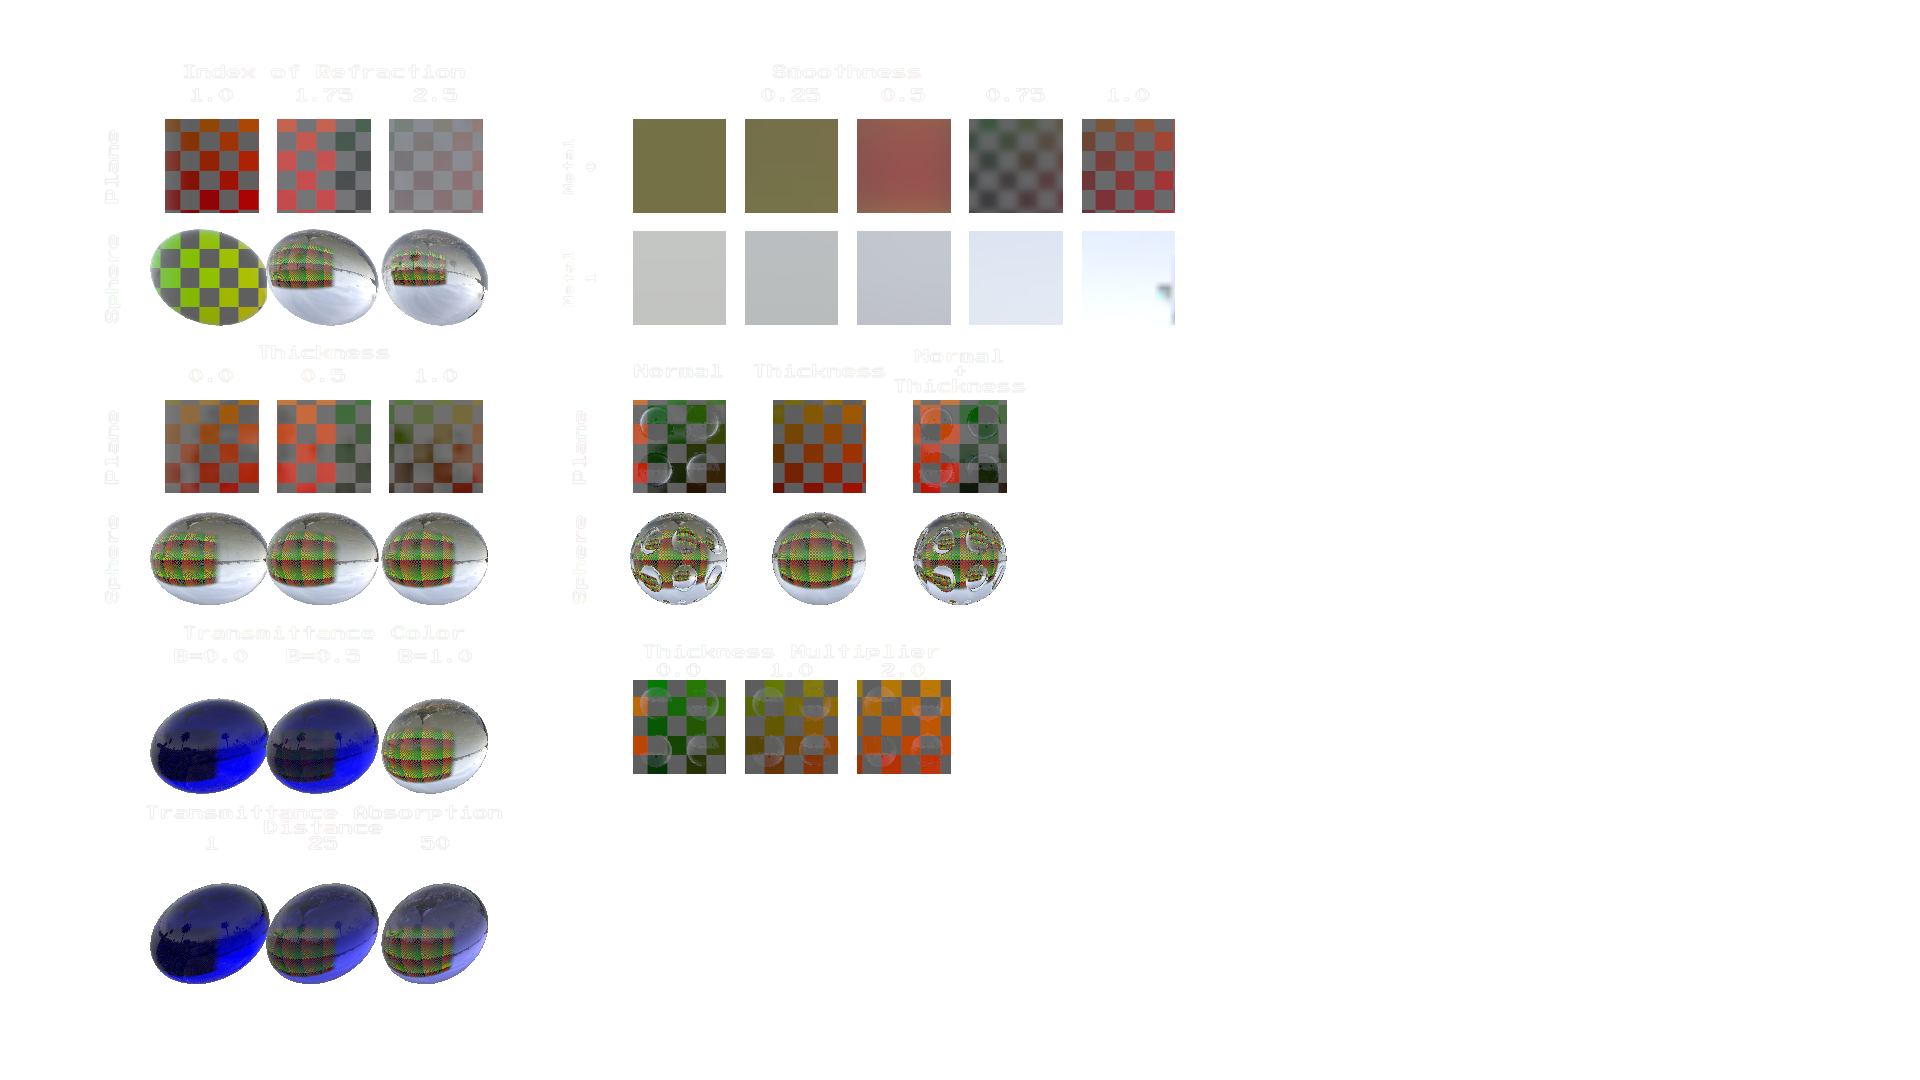 Index of Refraction
1.0 1.75 2.5
Plane
Sphere
Smoothness
0.25 0.5 0.75 1.0
Metal 0
Metal 1
Thickness
0.0 0.5 1.0
Plane
Sphere
Normal Thickness Normal
+
Thickness
Plane
Sphere
Transmittance Color
B=0.0 B=0.5 B=1.0
Thickness Multiplier
0.0 1.0 2.0
Transmittance Absorption
Distance
1 25 50